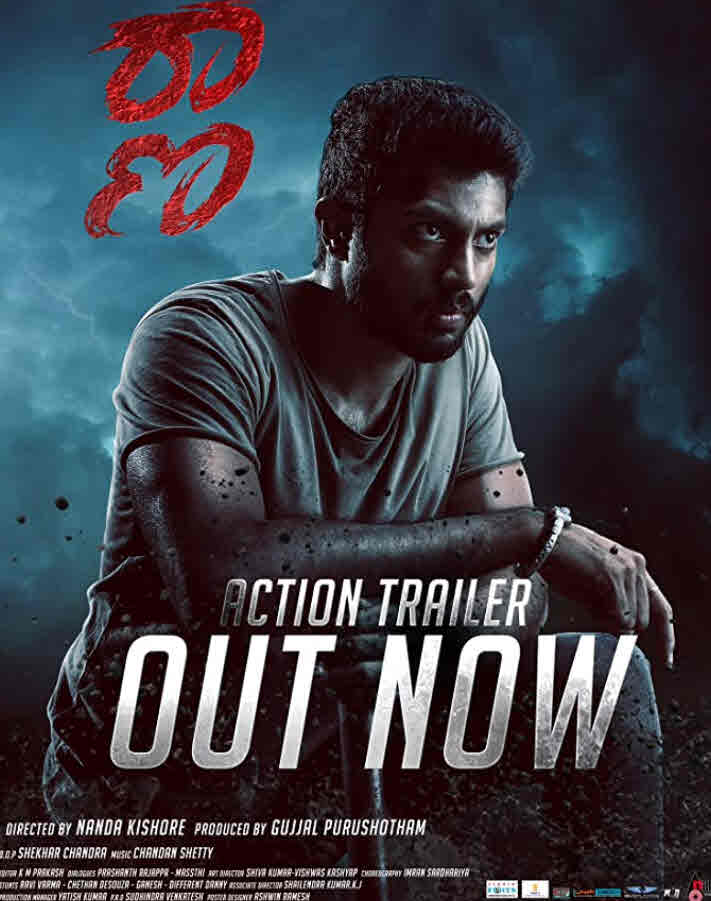 ರಾ
ಣ
ACTION TRAILER
OUT NOW
DIRECTED BY NANDA KISHORE PRODUCED BY GUJJAL PURUSHOTHAM
D.O.P SHEKHAR CHANDRA MUSIC CHANDAN SHETTY
EDITOR K M PRAKASH DIALOGUES PRASHANTH RAJAPPA - MASSTHI ART DIRECTOR SHIVA KUMAR-VISHWAS KASHYAP CHOREOGRAPHY IMRAN SARDHARIYA
STUNTS RAVI VARMA - CHETHAN DESOUZA - GANESH - DIFFERENT DANNY ASSOCIATE DIRECTOR SHAILENDRA KUMAR.K.J
PRODUCTION MANAGER YATISH KUMAR P.R.O SUDHINDRA VENKATESH POSTER DESIGNER ASHWIN RAMESH